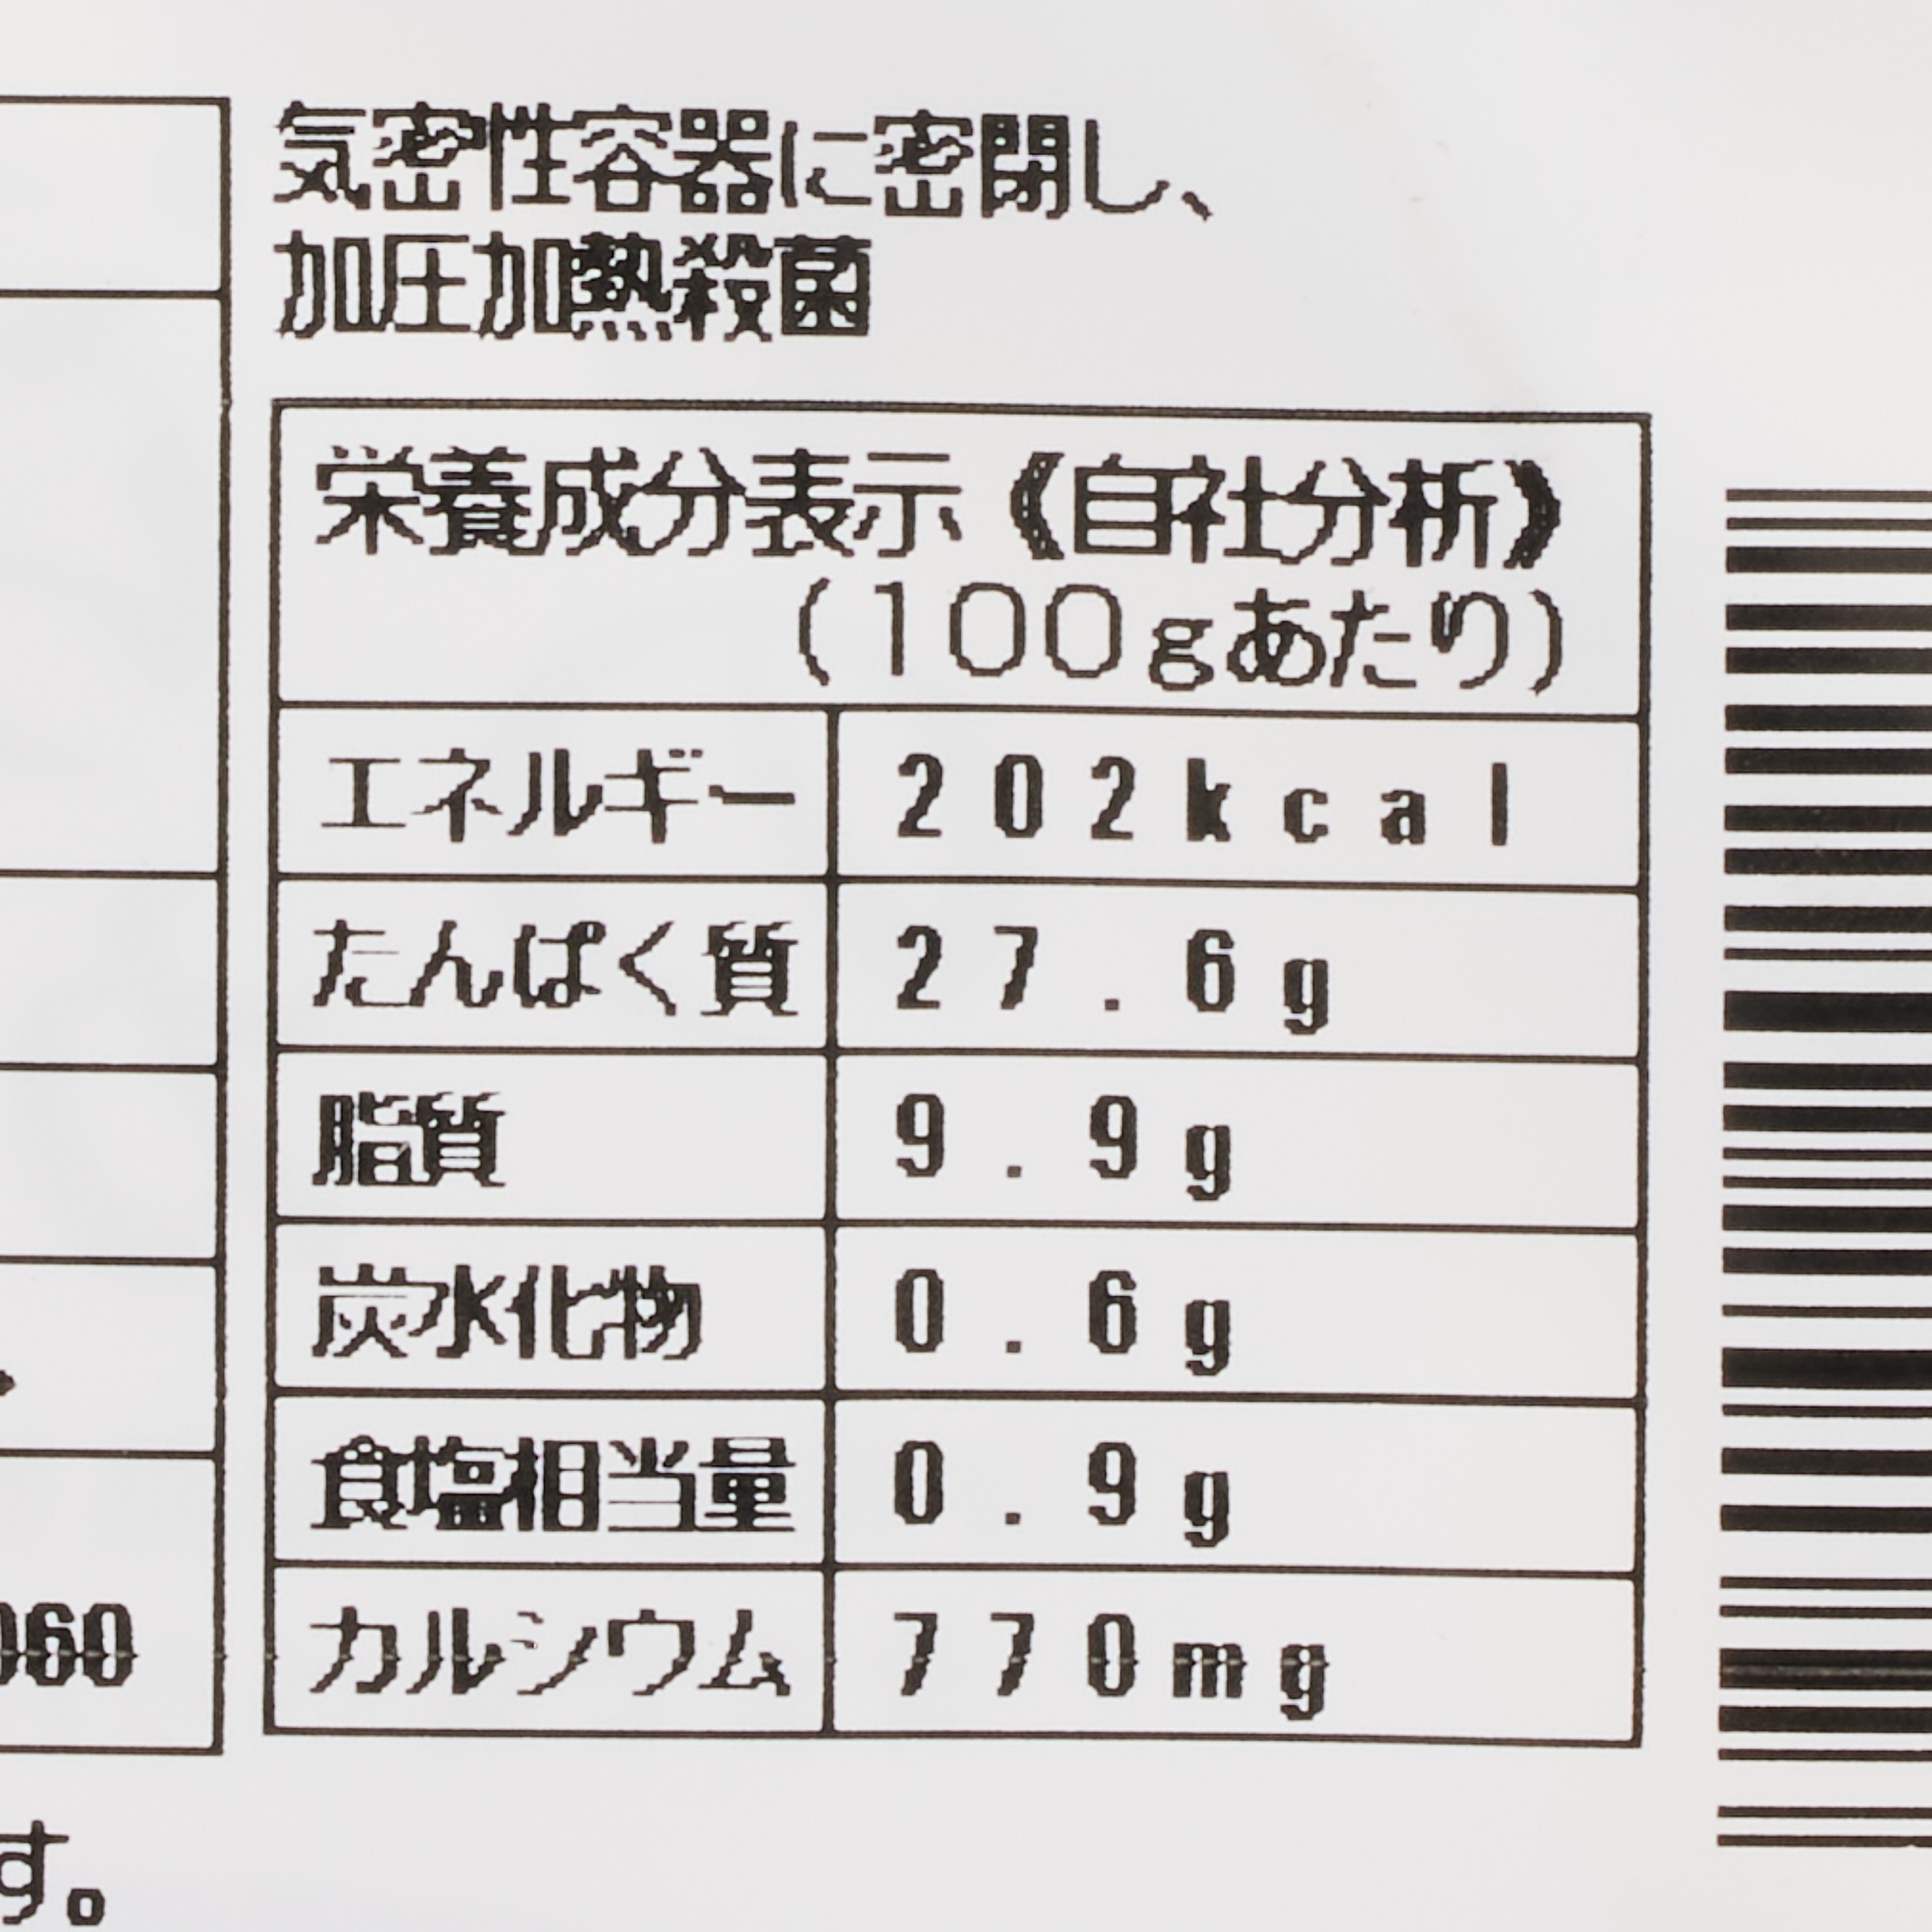 気密性容器に密閉し、
加圧加熱殺菌
栄養成分表示《自社分析》
(100gあたり)
エネルギー 202kcal
たんぱく質 27.6g
脂質 9.9g
炭水化物 0.6g
食塩相当量 0.9g
カルシウム 770mg
060
す。